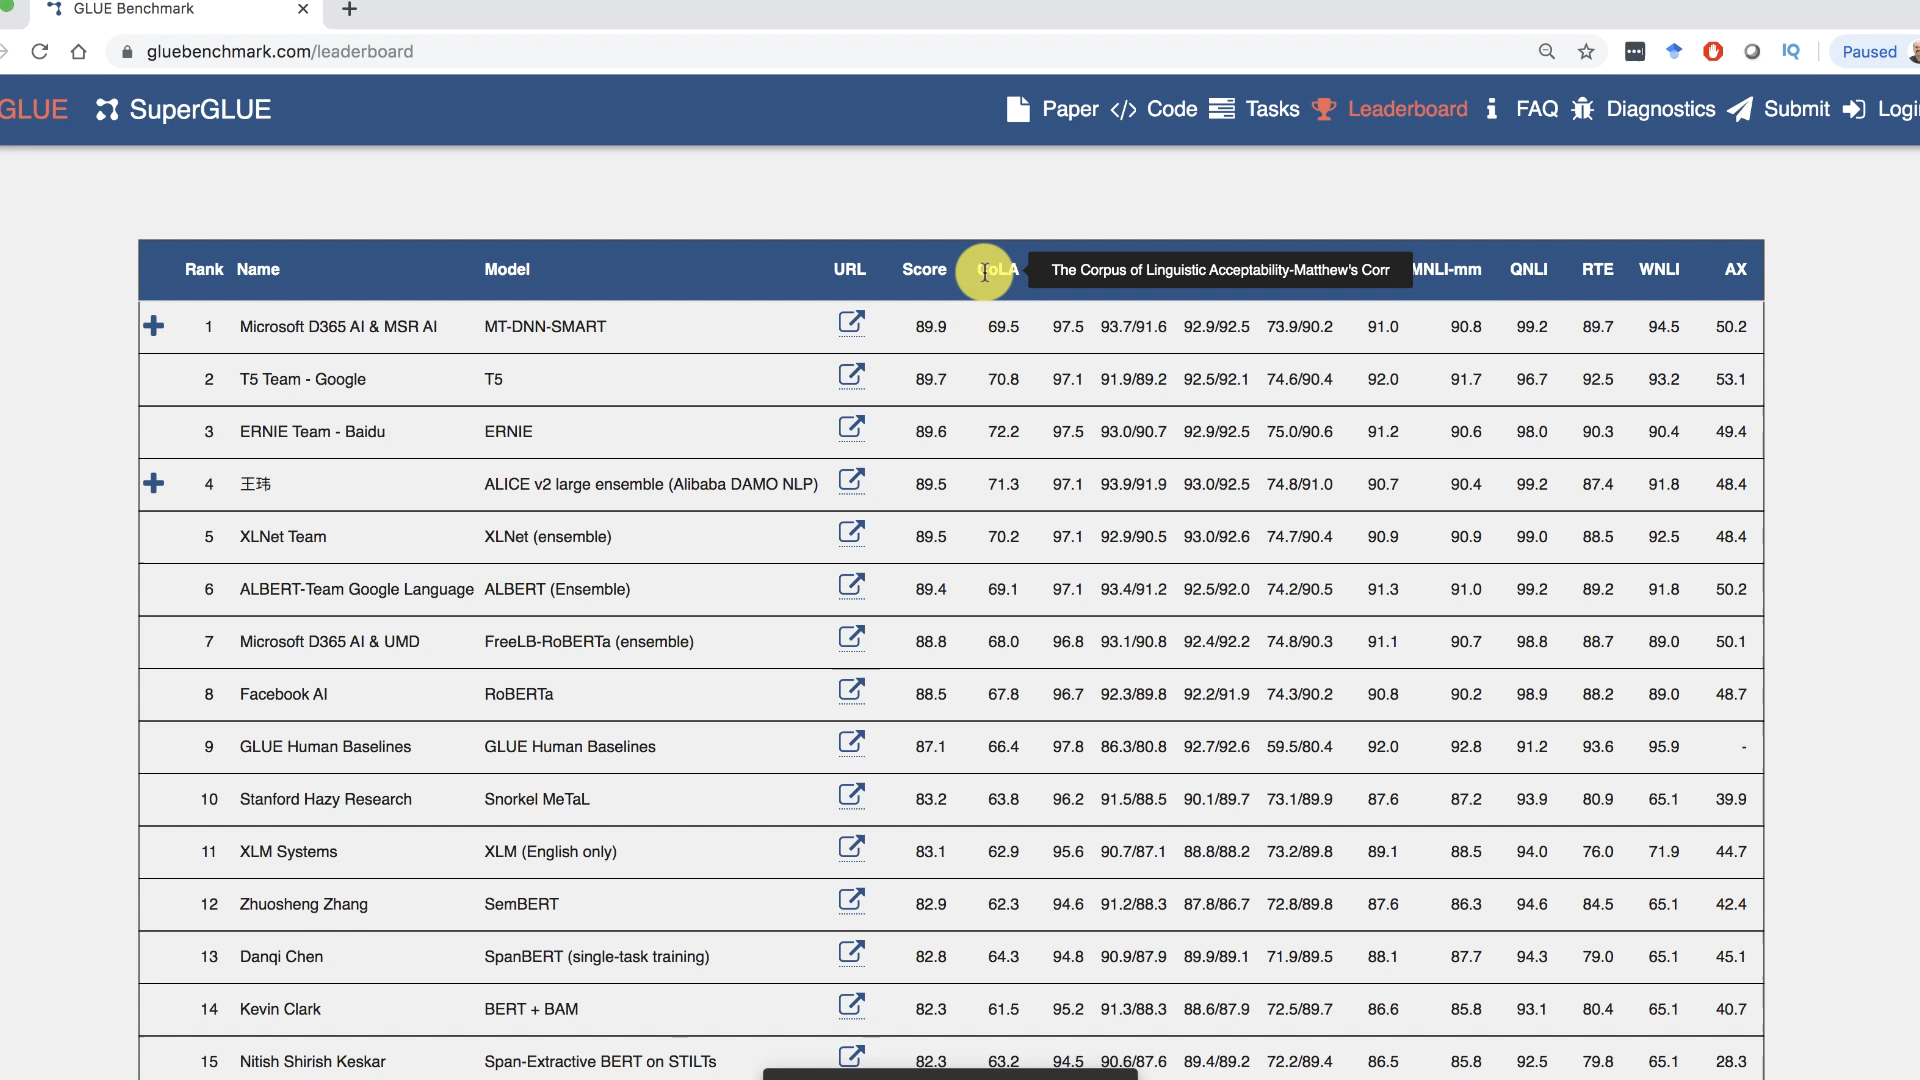 GLUE Benchmark
gluebenchmark.com/leaderboard
IQ
Paused
GLUE SuperGLUE Paper </> Code Tasks Leaderboard FAQ Diagnostics Submit
Rank Name Model URL Score CoLA The Corpus of Linguistic Acceptability-Matthew's Corr MNLI-mm QNLI RTE WNLI AX
1 Microsoft D365 AI & MSR AI MT-DNN-SMART 89.9 69.5 97.5 93.7/91.6 92.9/92.5 73.9/90.2 91.0 90.8 99.2 89.7 94.5 50.2
2 T5 Team - Google T5 89.7 70.8 97.1 91.9/89.2 92.5/92.1 74.6/90.4 92.0 91.7 96.7 92.5 93.2 53.1
3 ERNIE Team - Baidu ERNIE 89.6 72.2 97.5 93.0/90.7 92.9/92.5 75.0/90.6 91.2 90.6 98.0 90.3 90.4 49.4
4 王玮 ALICE v2 large ensemble (Alibaba DAMO NLP) 89.5 71.3 97.1 93.9/91.9 93.0/92.5 74.8/91.0 90.7 90.4 99.2 87.4 91.8 48.4
5 XLNet Team XLNet (ensemble) 89.5 70.2 97.1 92.9/90.5 93.0/92.6 74.7/90.4 90.9 90.9 99.0 88.5 92.5 48.4
6 ALBERT-Team Google Language ALBERT (Ensemble) 89.4 69.1 97.1 93.4/91.2 92.5/92.0 74.2/90.5 91.3 91.0 99.2 89.2 91.8 50.2
7 Microsoft D365 AI & UMD FreeLB-RoBERTa (ensemble) 88.8 68.0 96.8 93.1/90.8 92.4/92.2 74.8/90.3 91.1 90.7 98.8 88.7 89.0 50.1
8 Facebook AI RoBERTa 88.5 67.8 96.7 92.3/89.8 92.2/91.9 74.3/90.2 90.8 90.2 98.9 88.2 89.0 48.7
9 GLUE Human Baselines GLUE Human Baselines 87.1 66.4 97.8 86.3/80.8 92.7/92.6 59.5/80.4 92.0 92.8 91.2 93.6 95.9 -
10 Stanford Hazy Research Snorkel MeTaL 83.2 63.8 96.2 91.5/88.5 90.1/89.7 73.1/89.9 87.6 87.2 93.9 80.9 65.1 39.9
11 XLM Systems XLM (English only) 83.1 62.9 95.6 90.7/87.1 88.8/88.2 73.2/89.8 89.1 88.5 94.0 76.0 71.9 44.7
12 Zhuosheng Zhang SemBERT 82.9 62.3 94.6 91.2/88.3 87.8/86.7 72.8/89.8 87.6 86.3 94.6 84.5 65.1 42.4
13 Danqi Chen SpanBERT (single-task training) 82.8 64.3 94.8 90.9/87.9 89.9/89.1 71.9/89.5 88.1 87.7 94.3 79.0 65.1 45.1
14 Kevin Clark BERT + BAM 82.3 61.5 95.2 91.3/88.3 88.6/87.9 72.5/89.7 86.6 85.8 93.1 80.4 65.1 40.7
15 Nitish Shirish Keskar Span-Extractive BERT on STILTs 82.3 63.2 94.5 90.6/87.6 89.4/89.2 72.2/89.4 86.5 85.8 92.5 79.8 65.1 28.3